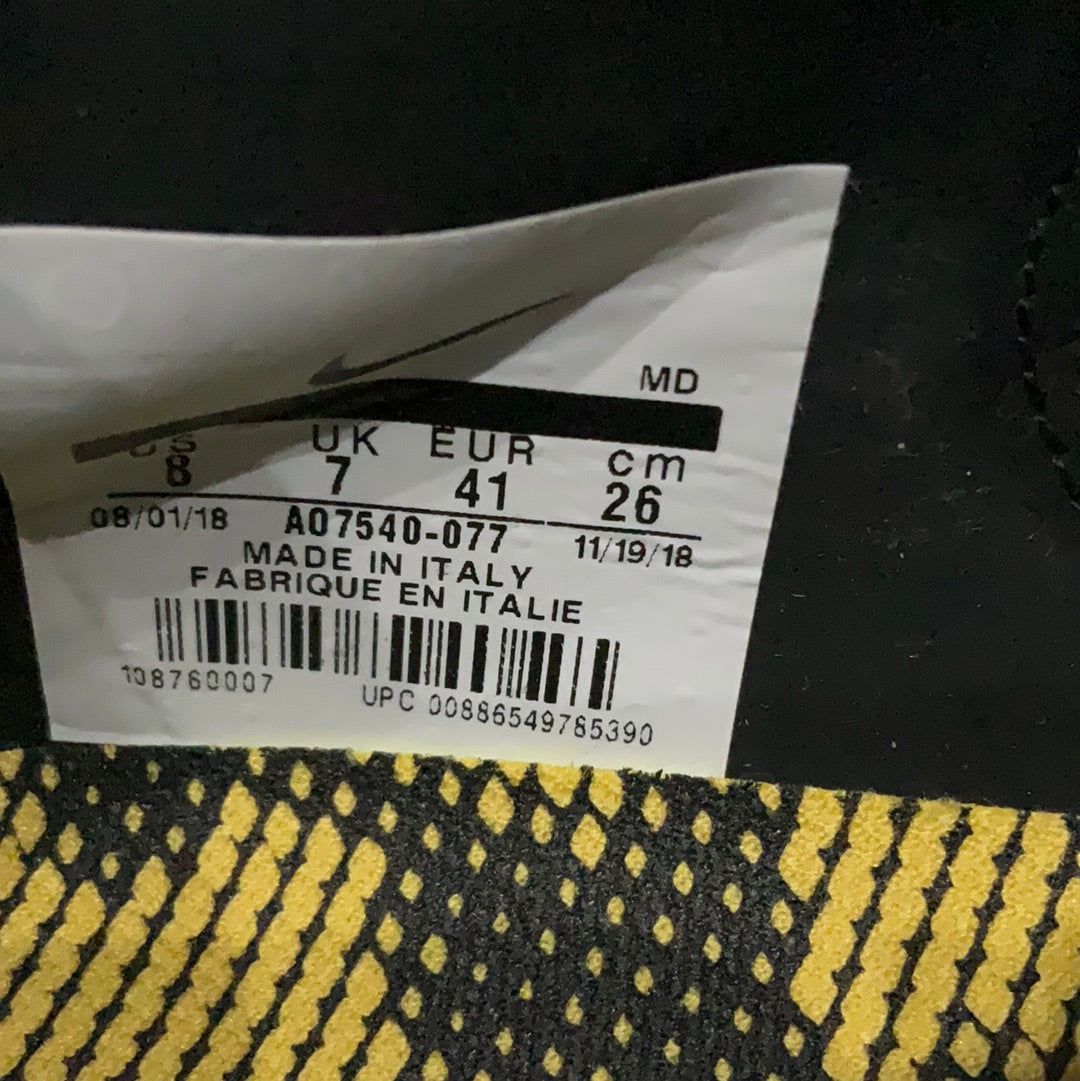 MD
US UK EUR cm
8 7 41 26
08/01/18 AO7540-077 11/19/18
MADE IN ITALY
FABRIQUE EN ITALIE
108760007
UPC 00886549785390